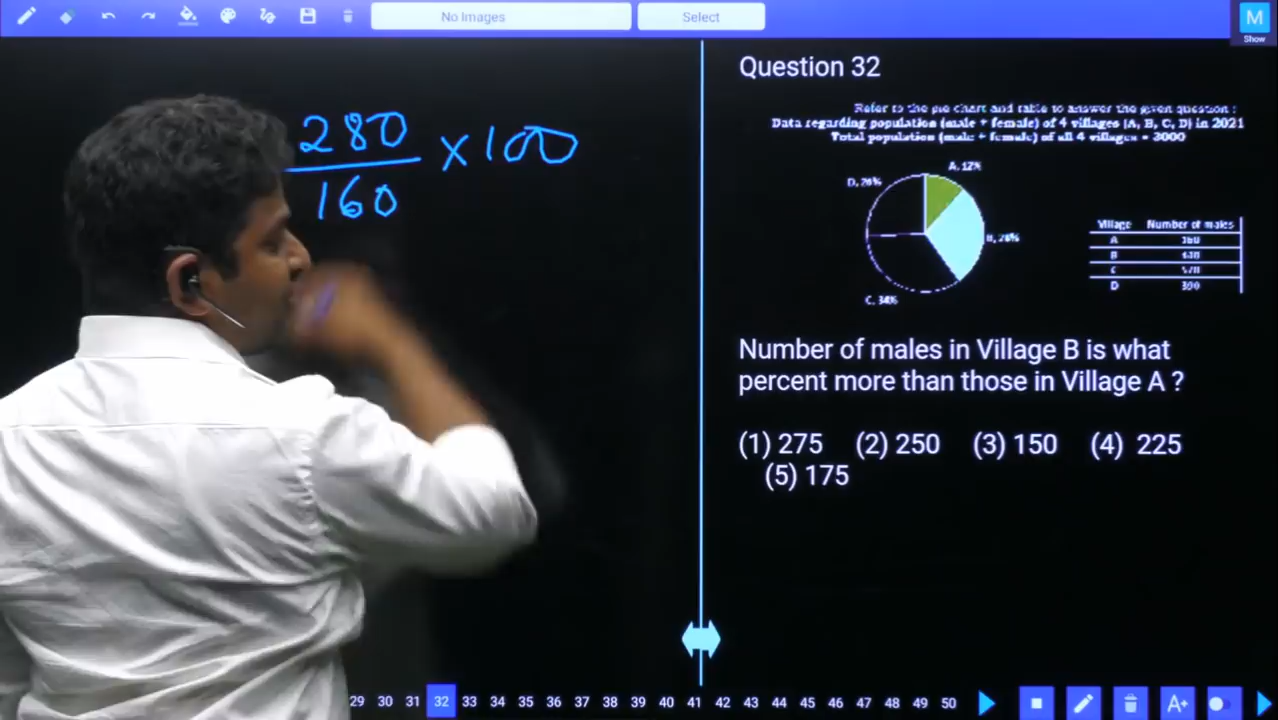 No Images
Select
M
Show
280
160
×100
Question 32
Refer to the pie chart and table to answer the given question :
Data regarding population (male + female) of 4 villages (A, B, C, D) in 2021
Total population (male + female) of all 4 villages = 3000
A, 12%
D, 26%
B, 28%
C, 34%
Village Number of males
A
B
C
D 390
Number of males in Village B is what
percent more than those in Village A ?
(1) 275 (2) 250 (3) 150 (4) 225
(5) 175
29 30 31 32 33 34 35 36 37 38 39 40 41 42 43 44 45 46 47 48 49 50
A+